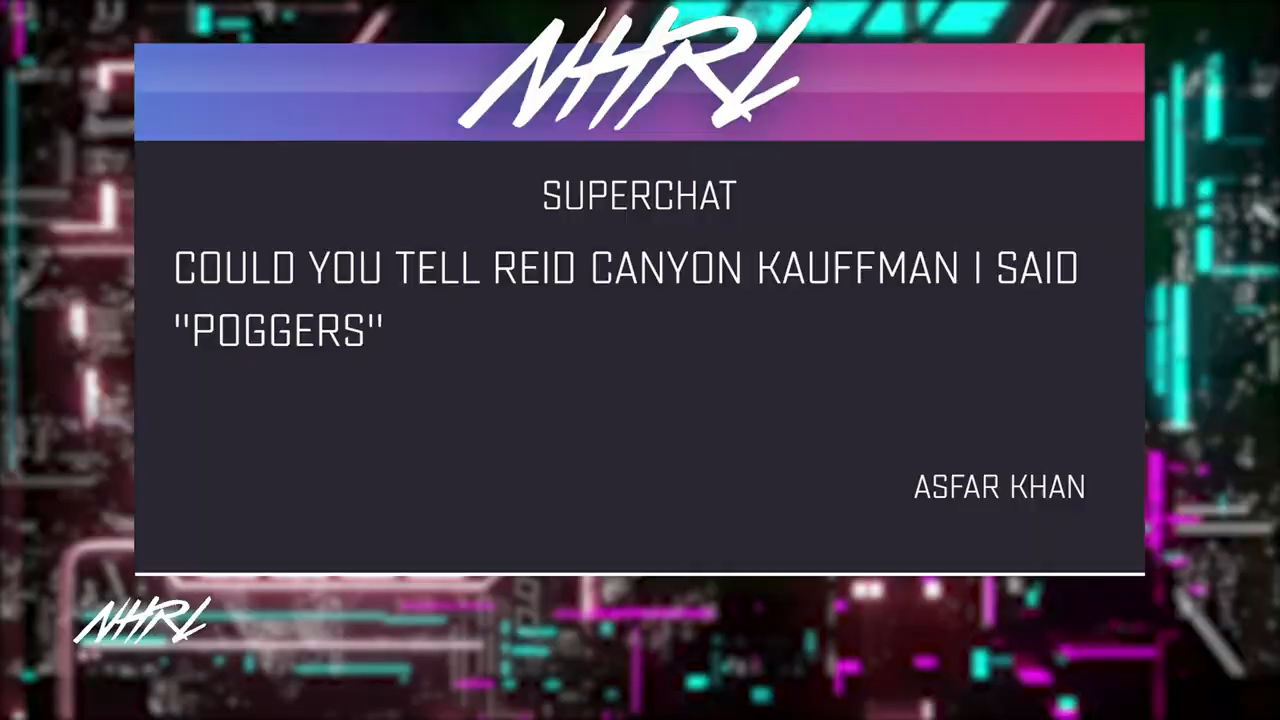 NHRL
SUPERCHAT
COULD YOU TELL REID CANYON KAUFFMAN I SAID
"POGGERS"
ASFAR KHAN
NHRL